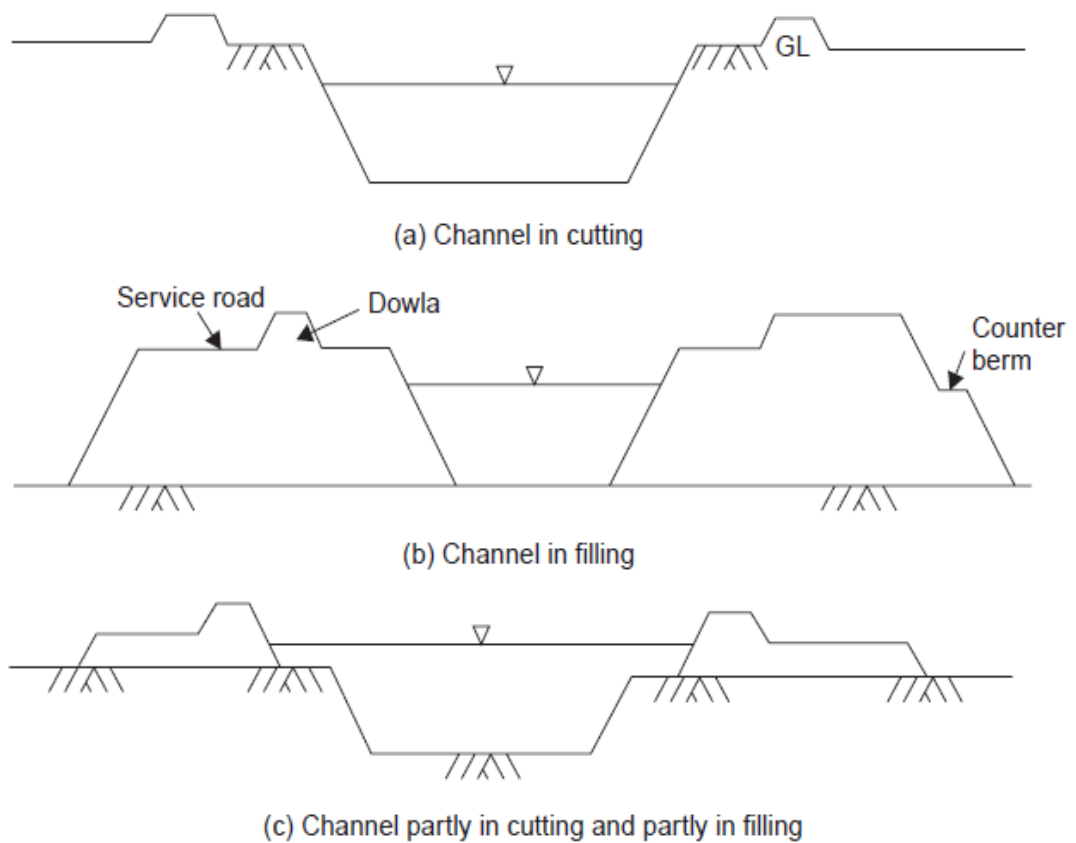 GL
(a) Channel in cutting
Service road
Dowla
Counter
berm
(b) Channel in filling
(c) Channel partly in cutting and partly in filling